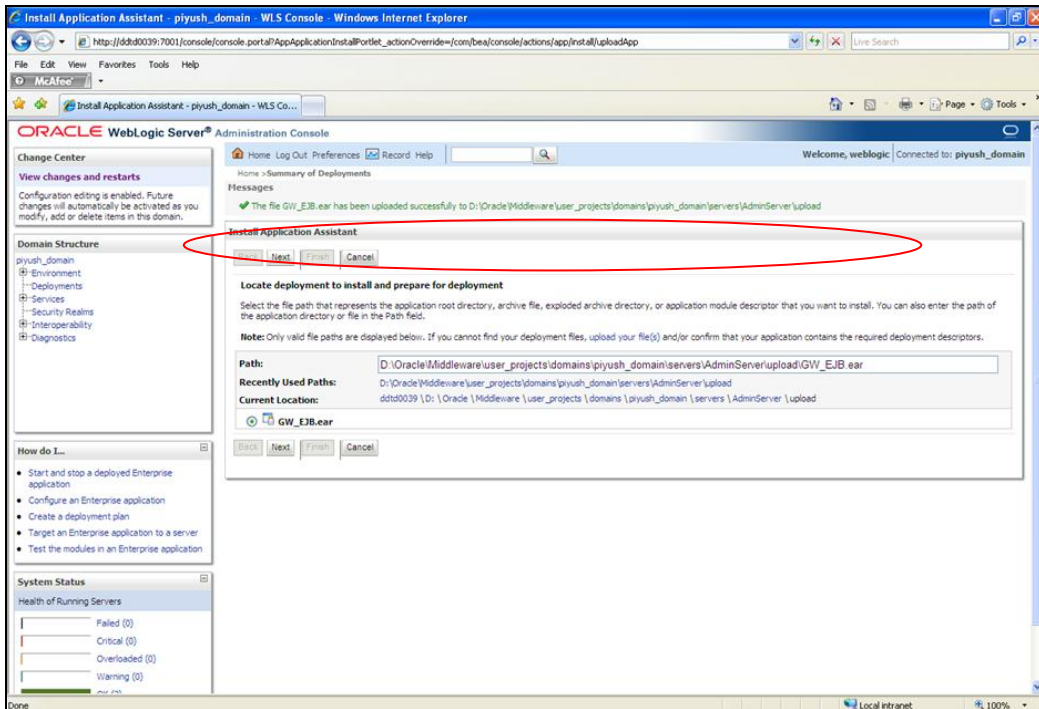 Install Application Assistant - piyush_domain - WLS Console - Windows Internet Explorer
http://ddtd0039:7001/console/console.portal?AppApplicationInstallPortlet_actionOverride=/com/bea/console/actions/app/install/uploadApp
Live Search
File Edit View Favorites Tools Help
McAfee
Install Application Assistant - piyush_domain - WLS Co...
Page Tools
ORACLE WebLogic Server® Administration Console
Change Center
View changes and restarts
Configuration editing is enabled. Future
changes will automatically be activated as you
modify, add or delete items in this domain.
Domain Structure
piyush_domain
Environment
Deployments
Services
Security Realms
Interoperability
Diagnostics
How do I...
Start and stop a deployed Enterprise
application
Configure an Enterprise application
Create a deployment plan
Target an Enterprise application to a server
Test the modules in an Enterprise application
System Status
Health of Running Servers
Failed (0)
Critical (0)
Overloaded (0)
Warning (0)
Home Log Out Preferences Record Help
Welcome, weblogic Connected to: piyush_domain
Home >Summary of Deployments
Messages
The file GW_EJB.ear has been uploaded successfully to D:\Oracle\Middleware\user_projects\domains\piyush_domain\servers\AdminServer\upload
Install Application Assistant
Back Next Finish Cancel
Locate deployment to install and prepare for deployment
Select the file path that represents the application root directory, archive file, exploded archive directory, or application module descriptor that you want to install. You can also enter the path of
the application directory or file in the Path field.
Note: Only valid file paths are displayed below. If you cannot find your deployment files, upload your file(s) and/or confirm that your application contains the required deployment descriptors.
Path: D:\Oracle\Middleware\user_projects\domains\piyush_domain\servers\AdminServer\upload\GW_EJB.ear
Recently Used Paths: D:\Oracle\Middleware\user_projects\domains\piyush_domain\servers\AdminServer\upload
Current Location: ddtd0039 \D: \Oracle \Middleware \user_projects \domains \piyush_domain \servers \AdminServer \upload
GW_EJB.ear
Back Next Finish Cancel
Done
Local intranet
100%